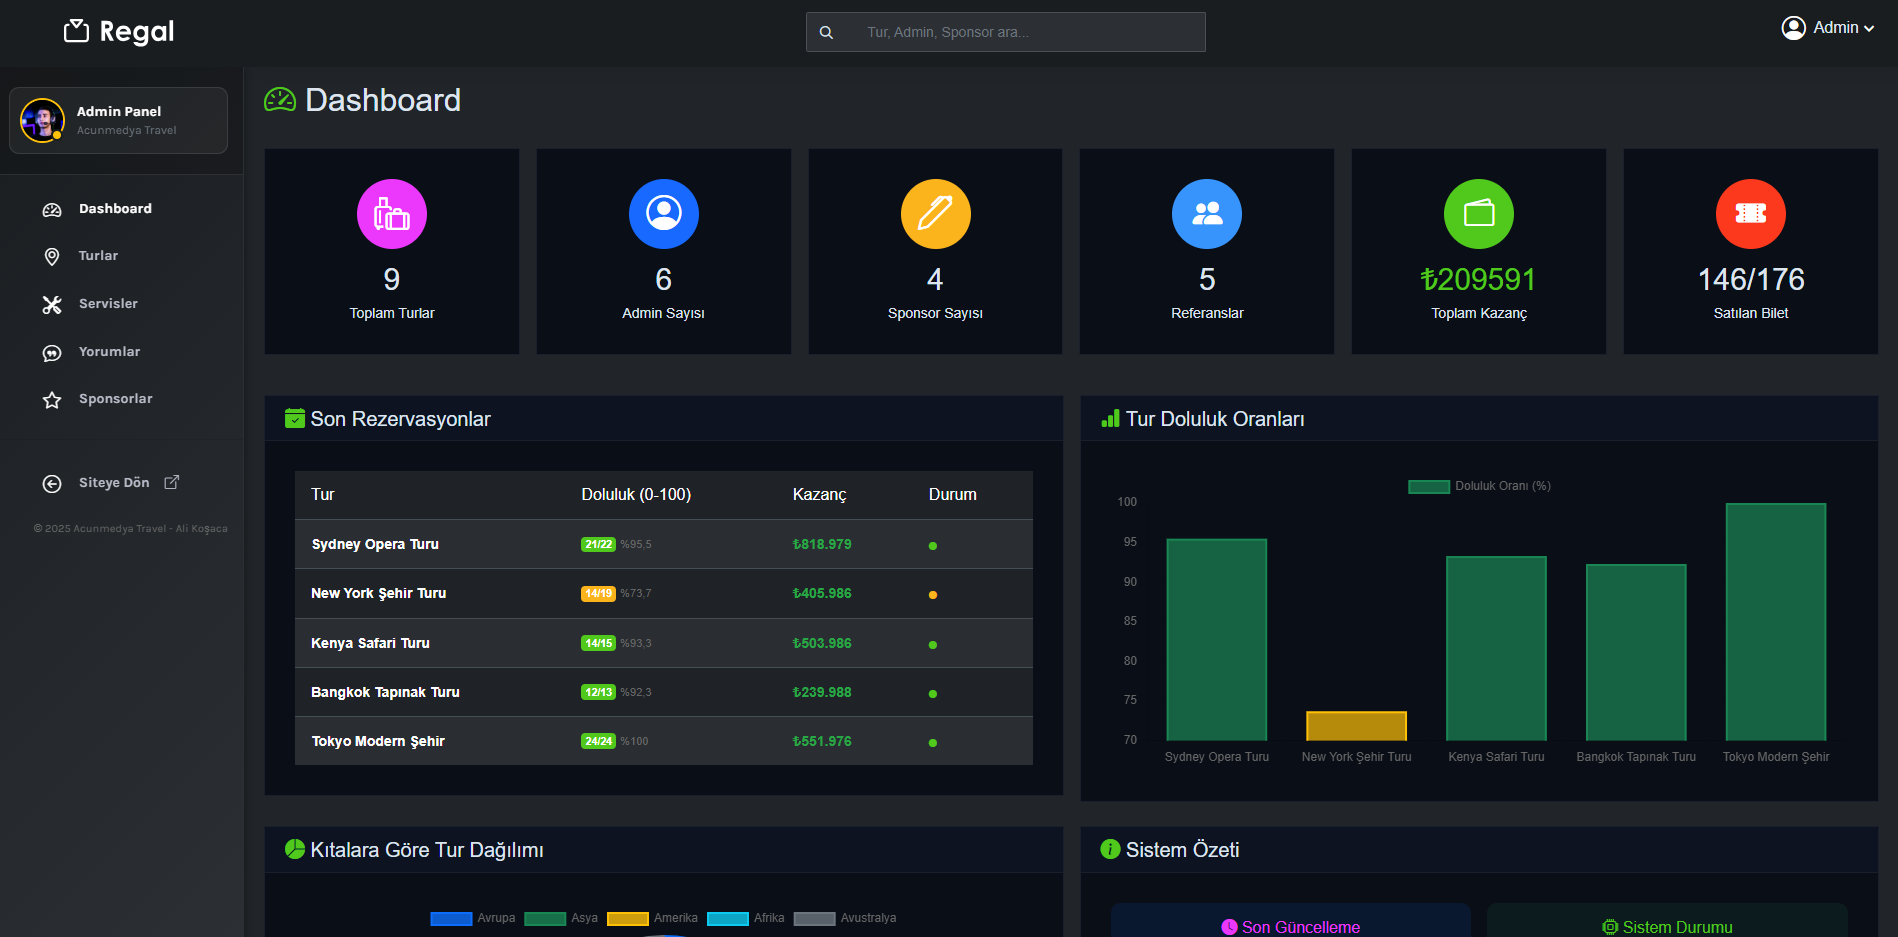 Regal
Tur, Admin, Sponsor ara...
Admin
Admin Panel
Acunmedya Travel
Dashboard
Turlar
Servisler
Yorumlar
Sponsorlar
Siteye Dön
© 2025 Acunmedya Travel - Ali Koşaca
Dashboard
9
Toplam Turlar
6
Admin Sayısı
4
Sponsor Sayısı
5
Referanslar
₺209591
Toplam Kazanç
146/176
Satılan Bilet
Son Rezervasyonlar
Tur Doluluk (0-100) Kazanç Durum
Sydney Opera Turu 21/22 %95,5 ₺818.979
New York Şehir Turu 14/19 %73,7 ₺405.986
Kenya Safari Turu 14/15 %93,3 ₺503.986
Bangkok Tapınak Turu 12/13 %92,3 ₺239.988
Tokyo Modern Şehir 24/24 %100 ₺551.976
Tur Doluluk Oranları
Doluluk Oranı (%)
100
95
90
85
80
75
70
Sydney Opera Turu New York Şehir Turu Kenya Safari Turu Bangkok Tapınak Turu Tokyo Modern Şehir
Kıtalara Göre Tur Dağılımı
Avrupa Asya Amerika Afrika Avustralya
Sistem Özeti
Son Güncelleme
Sistem Durumu